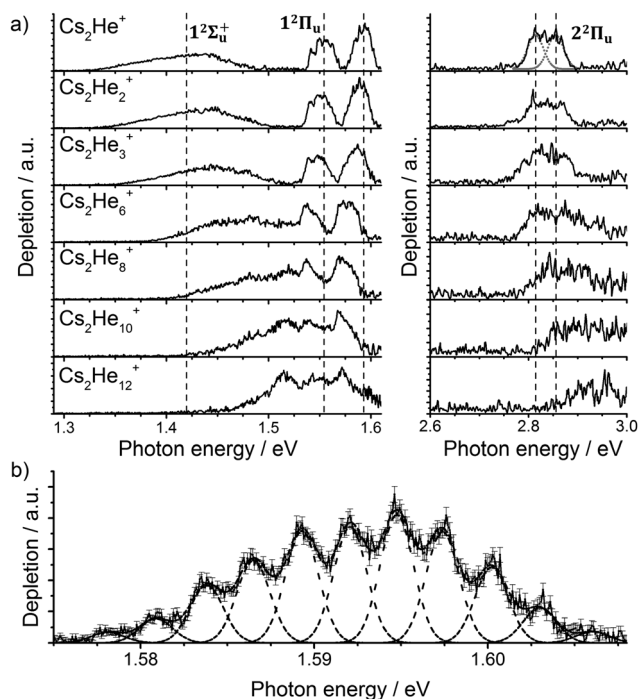 a)
Cs₂He⁺
1²Σᵤ⁺
1²Πᵤ
2²Πᵤ
Cs₂He₂⁺
Cs₂He₃⁺
Cs₂He₆⁺
Cs₂He₈⁺
Cs₂He₁₀⁺
Cs₂He₁₂⁺
Depletion / a.u.
Depletion / a.u.
1.3 1.4 1.5 1.6
2.6 2.8 3.0
Photon energy / eV
Photon energy / eV
b)
Depletion / a.u.
1.58 1.59 1.60
Photon energy / eV